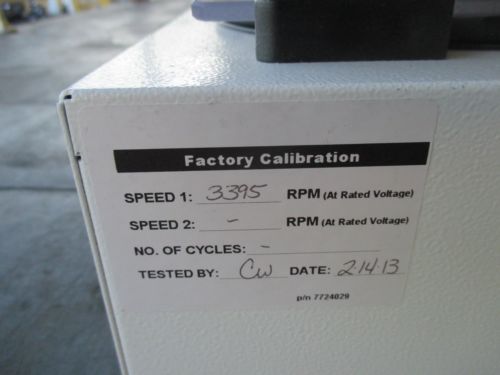 Factory Calibration
SPEED 1: 3395 RPM (At Rated Voltage)
SPEED 2: - RPM (At Rated Voltage)
NO. OF CYCLES: -
TESTED BY: CW DATE: 2-14-13
p/n 7724029